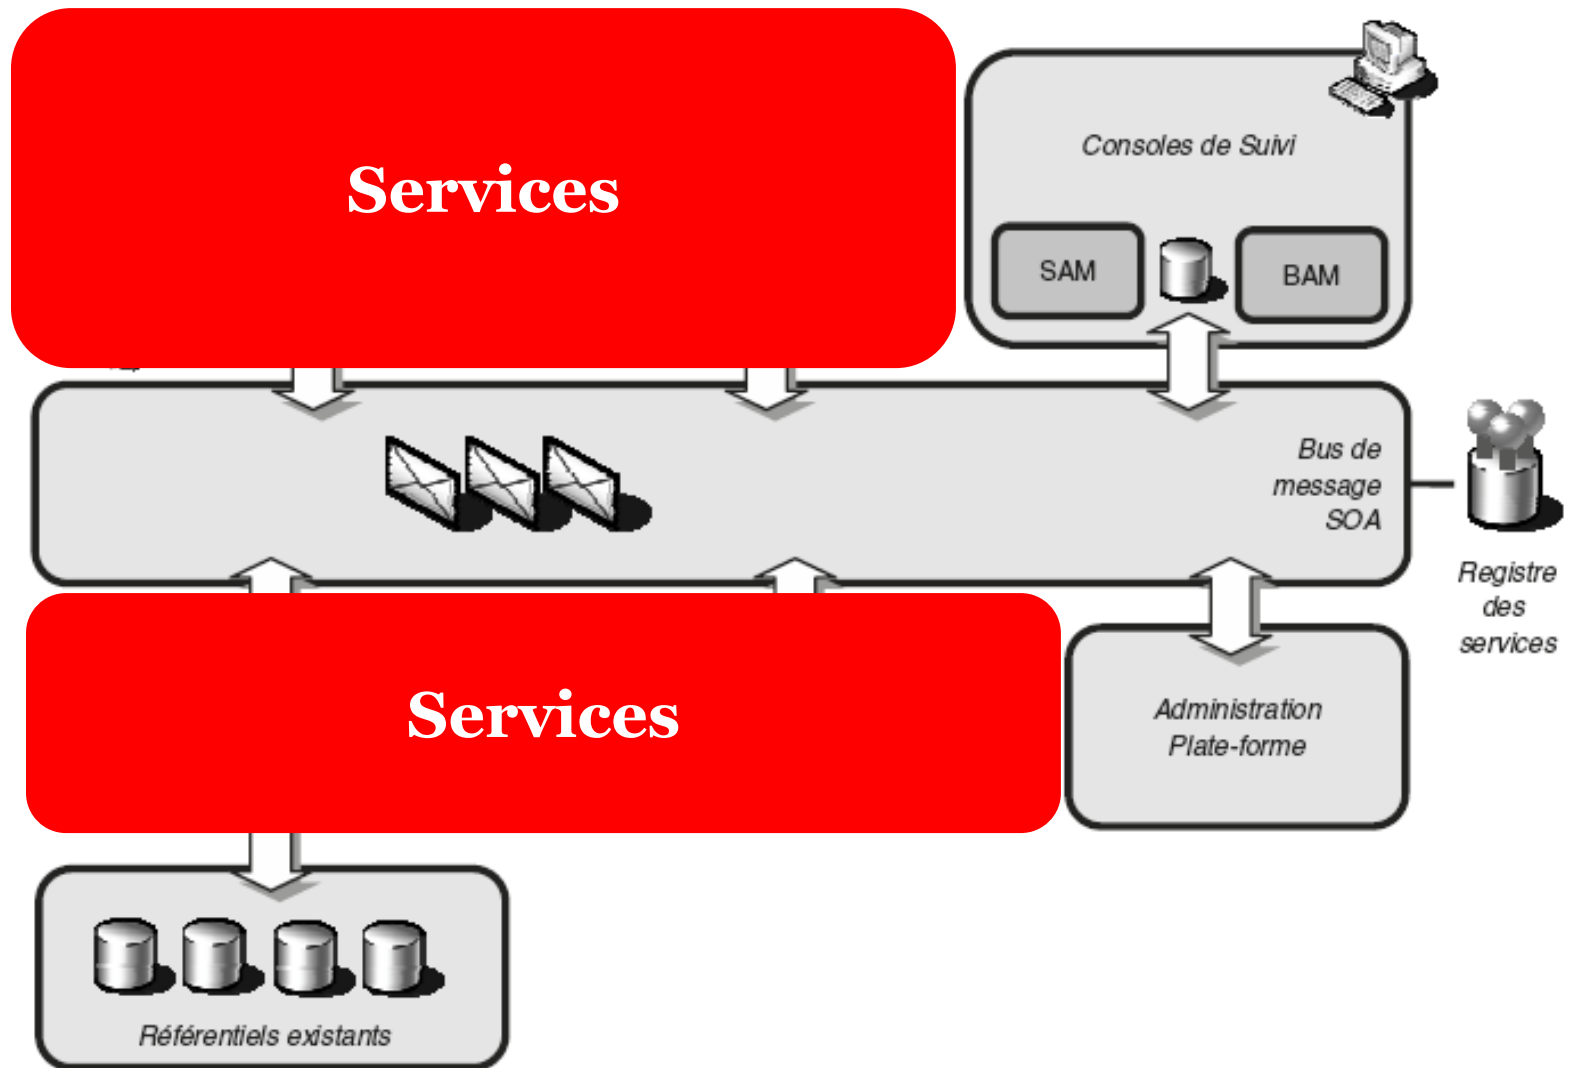 Services
Consoles de Suivi
SAM
BAM
Bus de
message
SOA
Registre
des
services
Services
Administration
Plate-forme
Référentiels existants